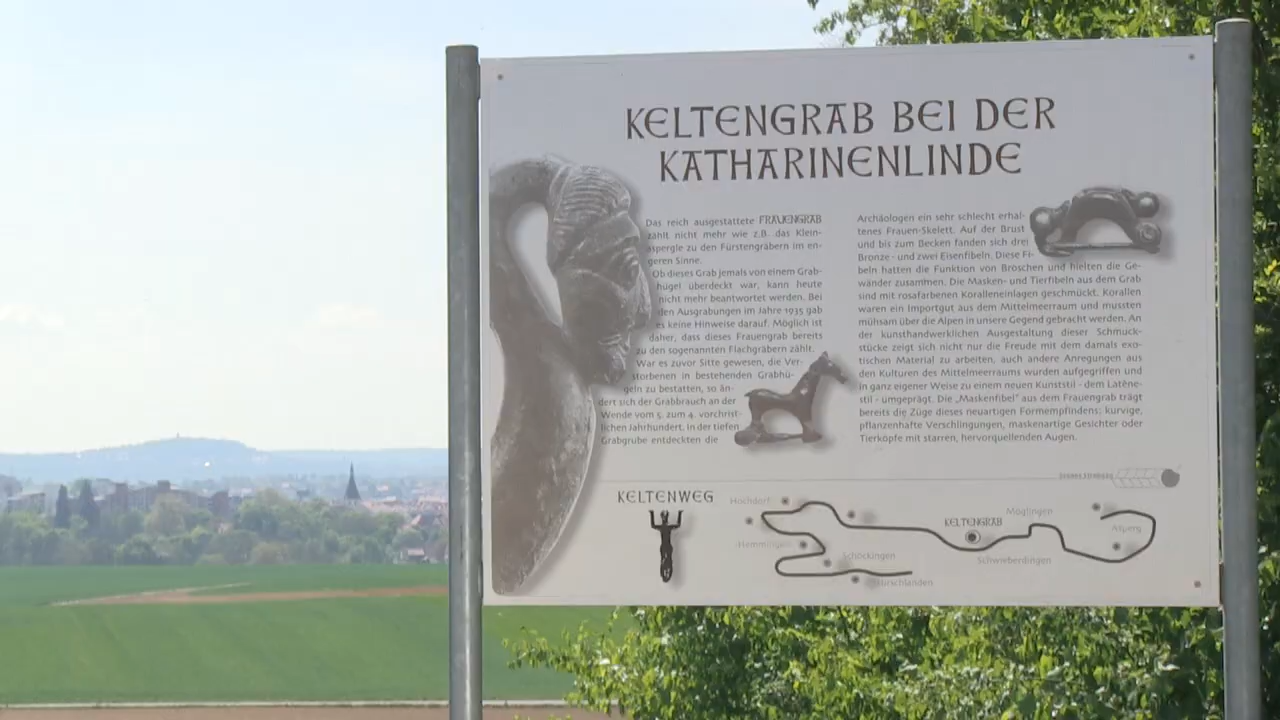 KELTENGRAB BEI DER
KATHARINENLINDE
Das reich ausgestattete FRAUENGRAB
zählt nicht mehr wie z.B. das Klein-
aspergle zu den Fürstengräbern im en-
geren Sinne.
Ob dieses Grab jemals von einem Grab-
hügel überdeckt war, kann heute
nicht mehr beantwortet werden. Bei
den Ausgrabungen im Jahre 1935 gab
es keine Hinweise darauf. Möglich ist
daher, dass dieses Frauengrab bereits
zu den sogenannten Flachgräbern zählt.
War es zuvor Sitte gewesen, die Ver-
storbenen in bestehenden Grabhü-
geln zu bestatten, so än-
dert sich der Grabbrauch an der
Wende vom 5. zum 4. vorchrist-
lichen Jahrhundert. In der tiefen
Grabgrube entdeckten die
Archäologen ein sehr schlecht erhal-
tenes Frauen-Skelett. Auf der Brust
und bis zum Becken fanden sich drei
Bronze - und zwei Eisenfibeln. Diese Fi-
beln hatten die Funktion von Broschen und hielten die Ge-
wänder zusammen. Die Masken- und Tierfibeln aus dem Grab
sind mit rosafarbenen Koralleneinlagen geschmückt. Korallen
waren ein Importgut aus dem Mittelmeerraum und mussten
mühsam über die Alpen in unsere Gegend gebracht werden. An
der kunsthandwerklichen Ausgestaltung dieser Schmuck-
stücke zeigt sich nicht nur die Freude mit dem damals exo-
tischen Material zu arbeiten, auch andere Anregungen aus
den Kulturen des Mittelmeerraums wurden aufgegriffen und
in ganz eigener Weise zu einem neuen Kunststil - dem Latène-
stil - umgeprägt. Die „Maskenfibel" aus dem Frauengrab trägt
bereits die Züge dieses neuartigen Formempfindens: kurvige,
pflanzenhafte Verschlingungen, maskenartige Gesichter oder
Tierköpfe mit starren, hervorquellenden Augen.
KELTENWEG
Hochdorf
Hemmingen
Schöckingen
Hirschlanden
KELTENGRAB
Schwieberdingen
Möglingen
Asperg